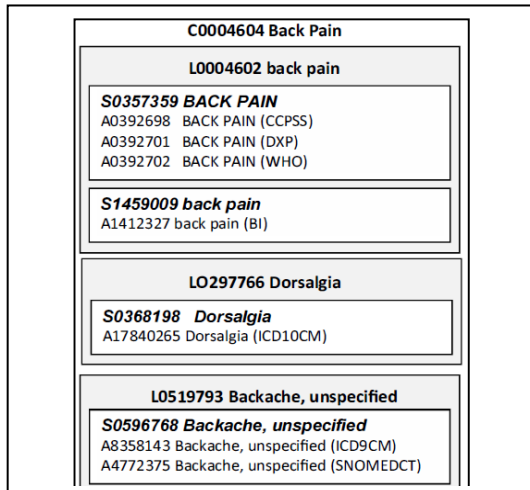 C0004604 Back Pain
L0004602 back pain
S0357359 BACK PAIN
A0392698 BACK PAIN (CCPSS)
A0392701 BACK PAIN (DXP)
A0392702 BACK PAIN (WHO)
S1459009 back pain
A1412327 back pain (BI)
LO297766 Dorsalgia
S0368198 Dorsalgia
A17840265 Dorsalgia (ICD10CM)
L0519793 Backache, unspecified
S0596768 Backache, unspecified
A8358143 Backache, unspecified (ICD9CM)
A4772375 Backache, unspecified (SNOMEDCT)